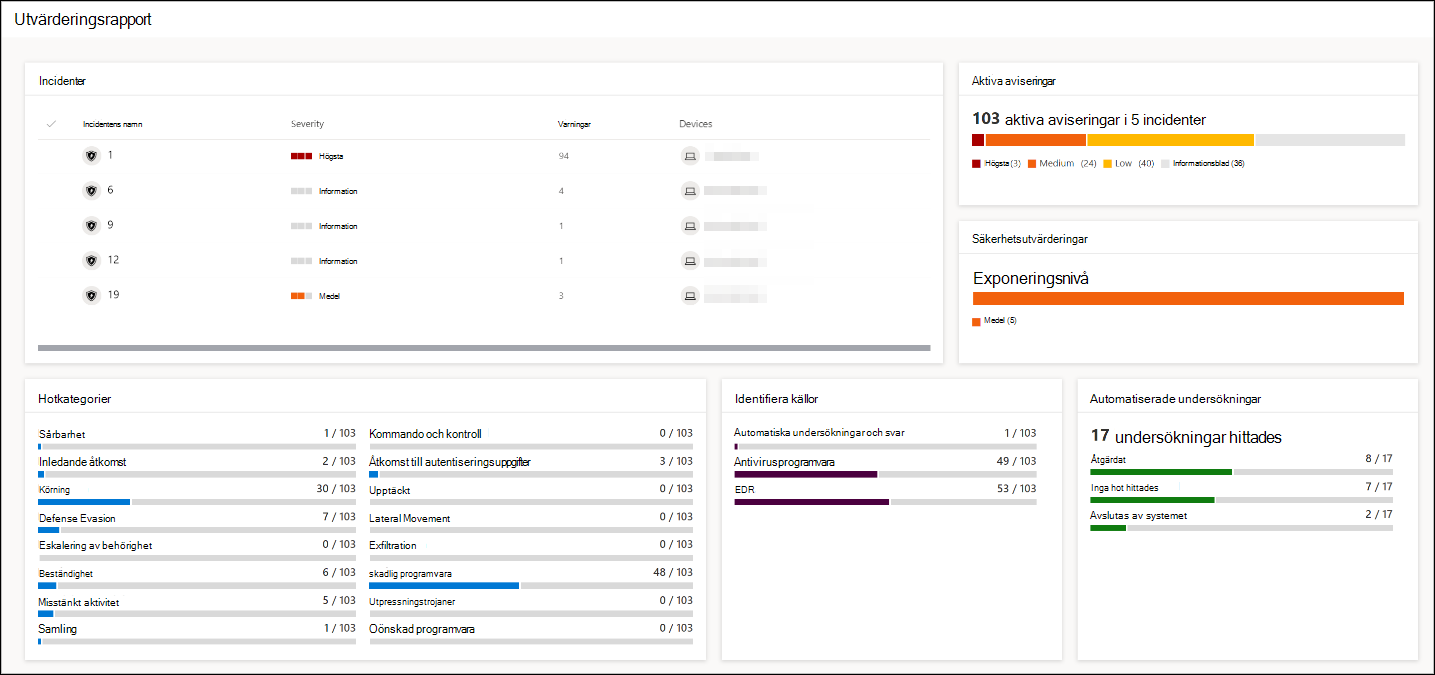 Utvärderingsrapport
Incidenter
Incidentens namn Severity Varningar Devices
1 Högsta 94
6 Information 4
9 Information 1
12 Information 1
19 Medel 3
Aktiva aviseringar
103 aktiva aviseringar i 5 incidenter
Högsta (3) Medium (24) Low (40) Informationsblad (36)
Säkerhetsutvärderingar
Exponeringsnivå
Medel (5)
Hotkategorier
Sårbarhet 1 / 103
Inledande åtkomst 2 / 103
Körning 30 / 103
Defense Evasion 7 / 103
Eskalering av behörighet 0 / 103
Beständighet 6 / 103
Misstänkt aktivitet 5 / 103
Samling 1 / 103
Kommando och kontroll 0 / 103
Åtkomst till autentiseringsuppgifter 3 / 103
Upptäckt 0 / 103
Lateral Movement 0 / 103
Exfiltration 0 / 103
skadlig programvara 48 / 103
Utpressningstrojaner 0 / 103
Oönskad programvara 0 / 103
Identifiera källor
Automatiska undersökningar och svar 1 / 103
Antivirusprogramvara 49 / 103
EDR 53 / 103
Automatiserade undersökningar
17 undersökningar hittades
Åtgärdat 8 / 17
Inga hot hittades 7 / 17
Avslutas av systemet 2 / 17